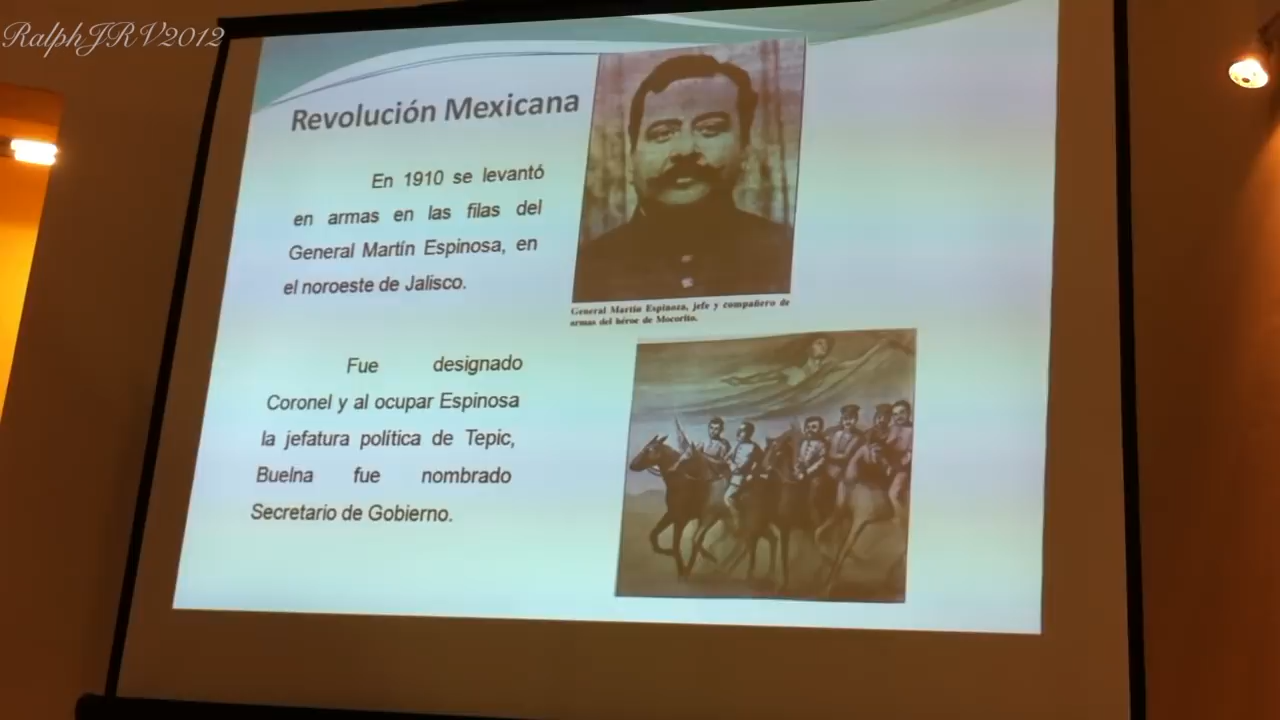 RalphJRV2012
Revolución Mexicana
En 1910 se levantó
en armas en las filas del
General Martín Espinosa, en
el noroeste de Jalisco.
General Martín Espinoza, jefe y compañero de
armas del héroe de Mocorito.
Fue designado
Coronel y al ocupar Espinosa
la jefatura política de Tepic,
Buelna fue nombrado
Secretario de Gobierno.